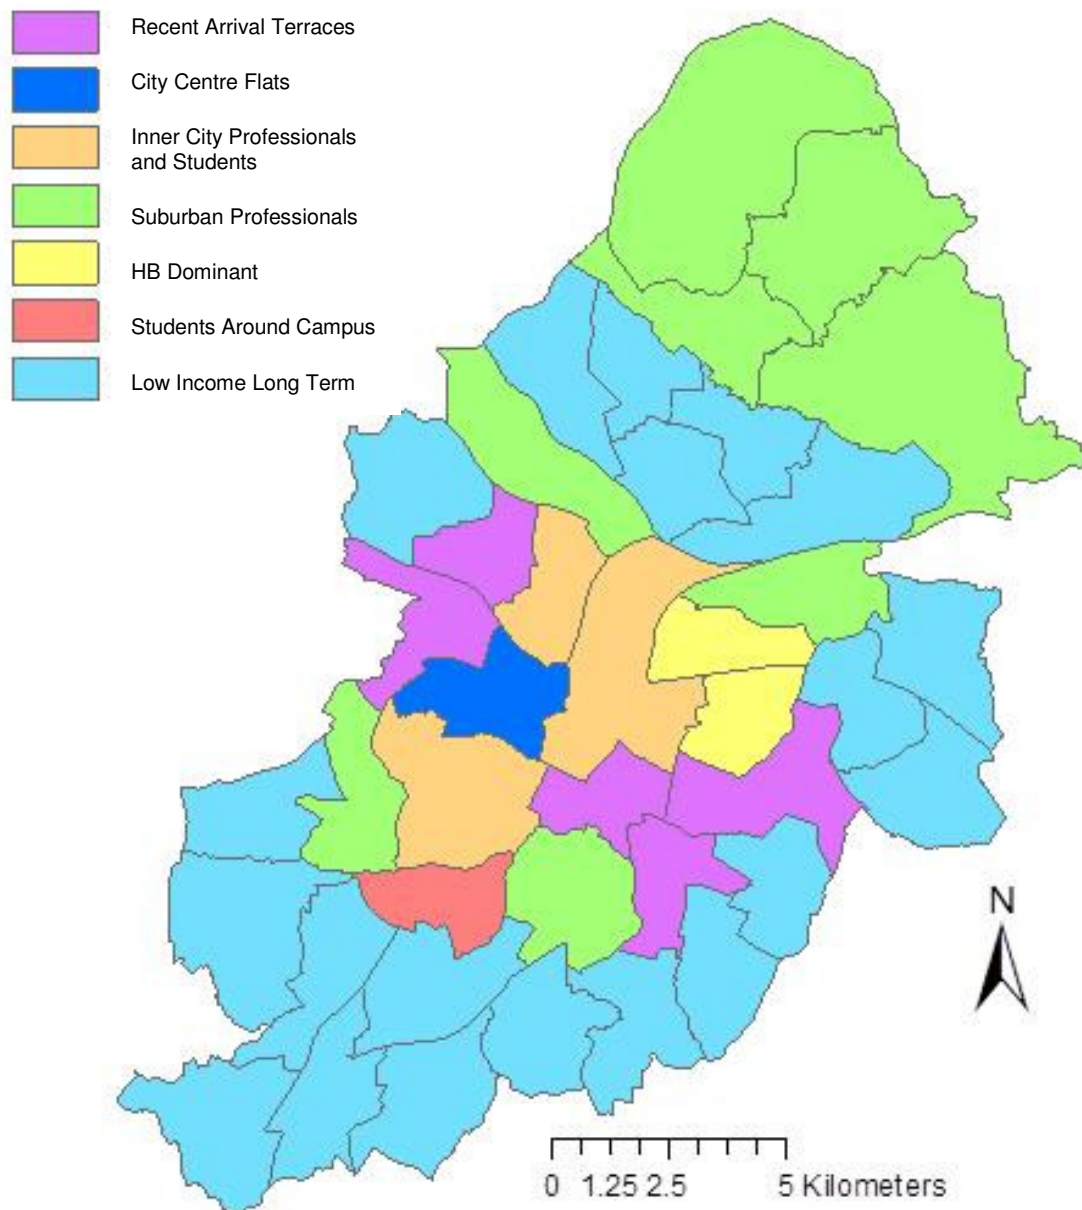 Recent Arrival Terraces
City Centre Flats
Inner City Professionals
and Students
Suburban Professionals
HB Dominant
Students Around Campus
Low Income Long Term
N
0 1.25 2.5 5 Kilometers